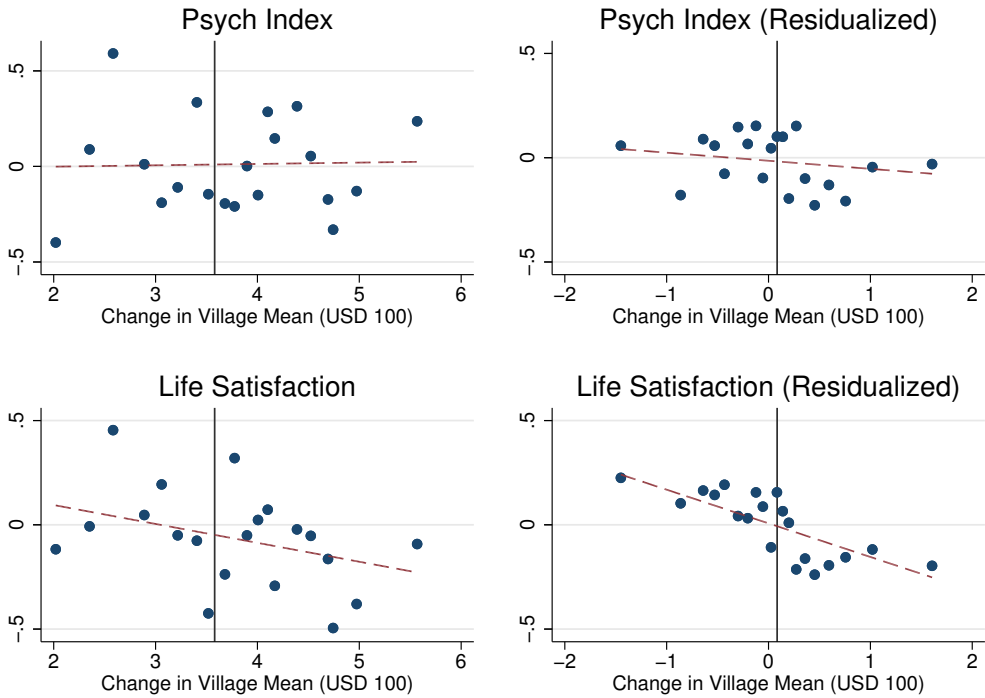 Psych Index
.5
0
-.5
2 3 4 5 6
Change in Village Mean (USD 100)
Psych Index (Residualized)
.5
0
-.5
−2 −1 0 1 2
Change in Village Mean (USD 100)
Life Satisfaction
.5
0
-.5
2 3 4 5 6
Change in Village Mean (USD 100)
Life Satisfaction (Residualized)
.5
0
-.5
−2 −1 0 1 2
Change in Village Mean (USD 100)